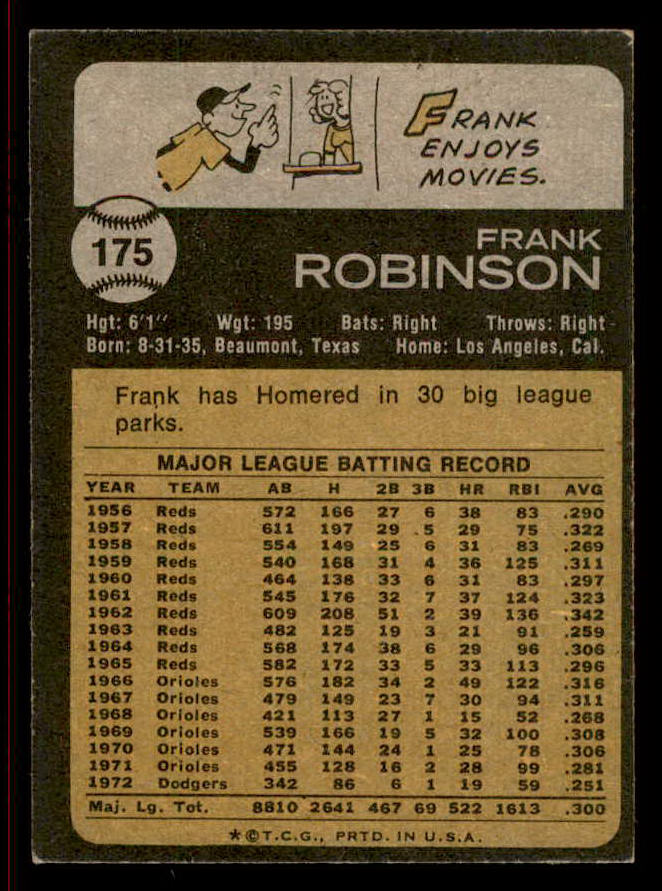 FRANK
ENJOYS
MOVIES.
175
FRANK
ROBINSON
Hgt: 6'1" Wgt: 195 Bats: Right Throws: Right
Born: 8-31-35, Beaumont, Texas Home: Los Angeles, Cal.
Frank has Homered in 30 big league
parks.
MAJOR LEAGUE BATTING RECORD
YEAR TEAM AB H 2B 3B HR RBI AVG
1956 Reds 572 166 27 6 38 83 .290
1957 Reds 611 197 29 5 29 75 .322
1958 Reds 554 149 25 6 31 83 .269
1959 Reds 540 168 31 4 36 125 .311
1960 Reds 464 138 33 6 31 83 .297
1961 Reds 545 176 32 7 37 124 .323
1962 Reds 609 208 51 2 39 136 .342
1963 Reds 482 125 19 3 21 91 .259
1964 Reds 568 174 38 6 29 96 .306
1965 Reds 582 172 33 5 33 113 .296
1966 Orioles 576 182 34 2 49 122 .316
1967 Orioles 479 149 23 7 30 94 .311
1968 Orioles 421 113 27 1 15 52 .268
1969 Orioles 539 166 19 5 32 100 .308
1970 Orioles 471 144 24 1 25 78 .306
1971 Orioles 455 128 16 2 28 99 .281
1972 Dodgers 342 86 6 1 19 59 .251
Maj. Lg. Tot. 8810 2641 467 69 522 1613 .300
*©T.C.G., PRTD. IN U.S.A.